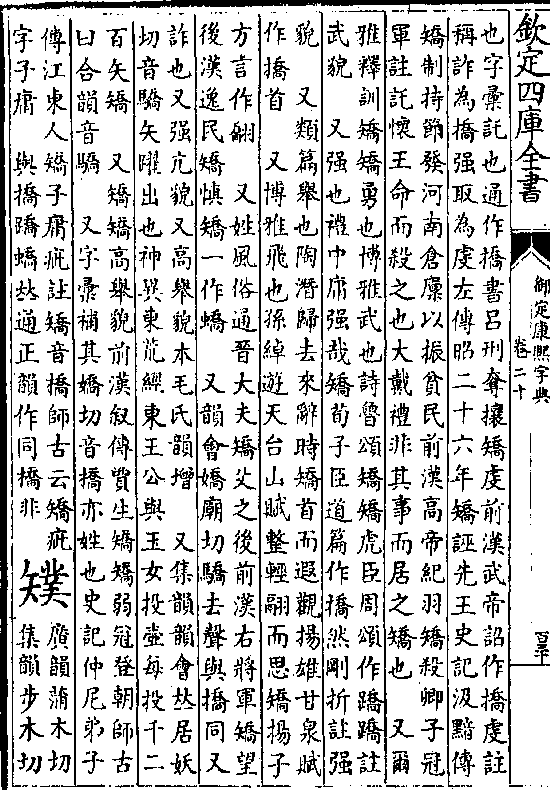 欽定四庫全書
御定康熙字典
卷二十
也字彙託也通作撟書呂刑奪攘矯虔前漢武帝詔作撟虔註
稱詐為撟强取為虔左傳昭二十六年矯誣先王史記汲黯傳
矯制持節發河南倉廩以振貧民前漢高帝紀羽矯殺卿子冠
軍註託懷王命而殺之也大戴禮非其事而居之矯也　又爾
雅釋訓矯矯勇也博雅武也詩魯頌矯矯虎臣周頌作蹻蹻註
武貌　又强也禮中庸强哉矯荀子臣道篇作撟然剛折註强
貌　又類篇舉也陶潛歸去來辭時矯首而遐觀揚雄甘泉賦
作撟首　又博雅飛也孫綽遊天台山賦整輕翮而思矯揚子
方言作翿　又姓風俗通晉大夫矯父之後前漢右將軍矯望
後漢逸民矯慎矯一作蟜　又韻會嬌廟切驕去聲與撟同又
詐也又强亢貌又高舉貌本毛氏韻增　又集韻韻會𠀤居妖
切音驕矢躍出也神異東荒經東王公與玉女投壺每投千二
百矢矯　又矯矯高舉貌前漢叙傳賈生矯矯弱冠登朝師古
曰合韻音驕　又字彙補其嬌切音橋亦姓也史記仲尼弟子
傳江東人矯子庸疵註矯音橋師古云矯疵
字子庸　與撟蹻蟜𠀤通正韻作同橋非
廣韻蒲木切
集韻步木切